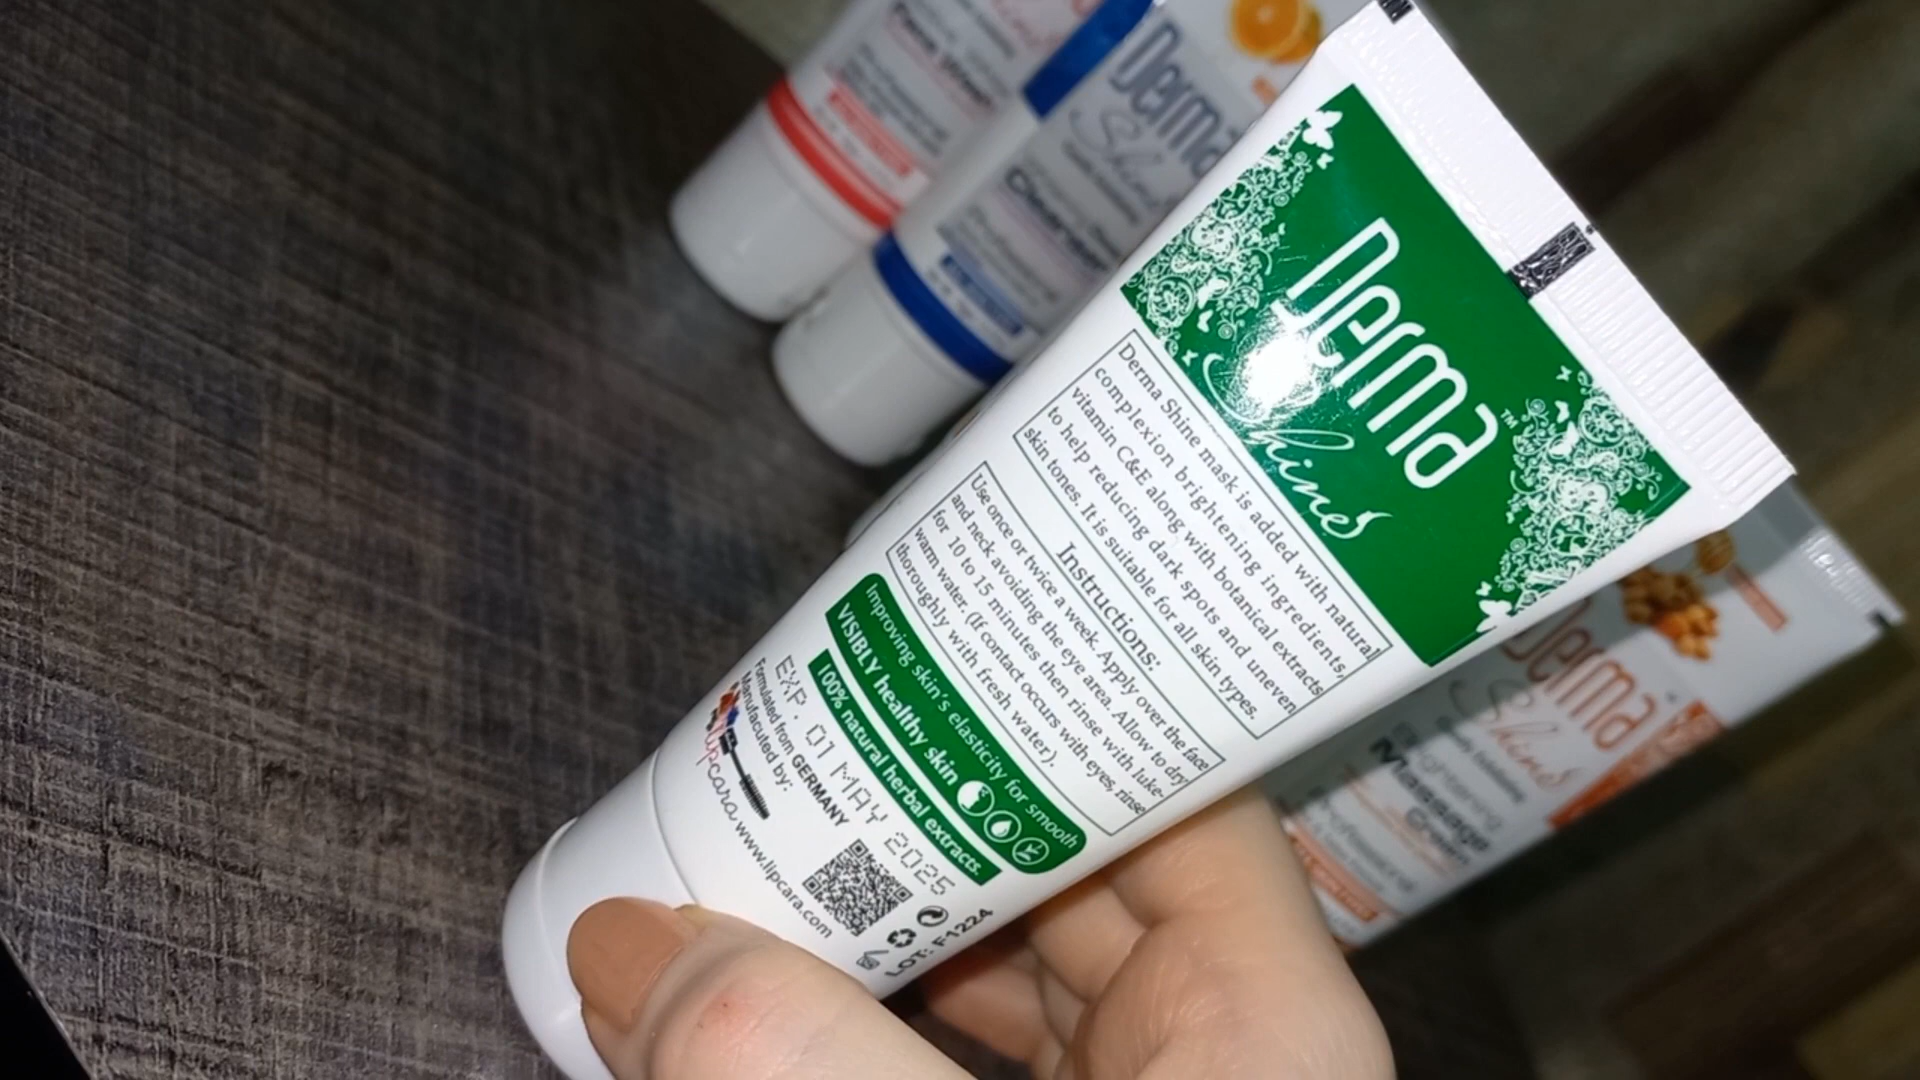 Derma™
Shine
Derma Shine mask is added with natural
complexion brightening ingredients,
vitamin C&E along with botanical extracts
to help reducing dark spots and uneven
skin tones. It is suitable for all skin types.
Instructions:
Use once or twice a week. Apply over the face
and neck avoiding the eye area. Allow to dry
for 10 to 15 minutes then rinse with luke-
warm water. (If contact occurs with eyes, rinse
thoroughly with fresh water).
Improving skin's elasticity for smooth
VISIBLY healthy skin
100% natural herbal extracts.
EXP. 01 MAY 2025
Formulated from GERMANY
Manufacuted by:
lipcara
www.lipcara.com
LOT: F1224
Derma
Shine
Cleanser
Derma
Shine
Massage
Cream